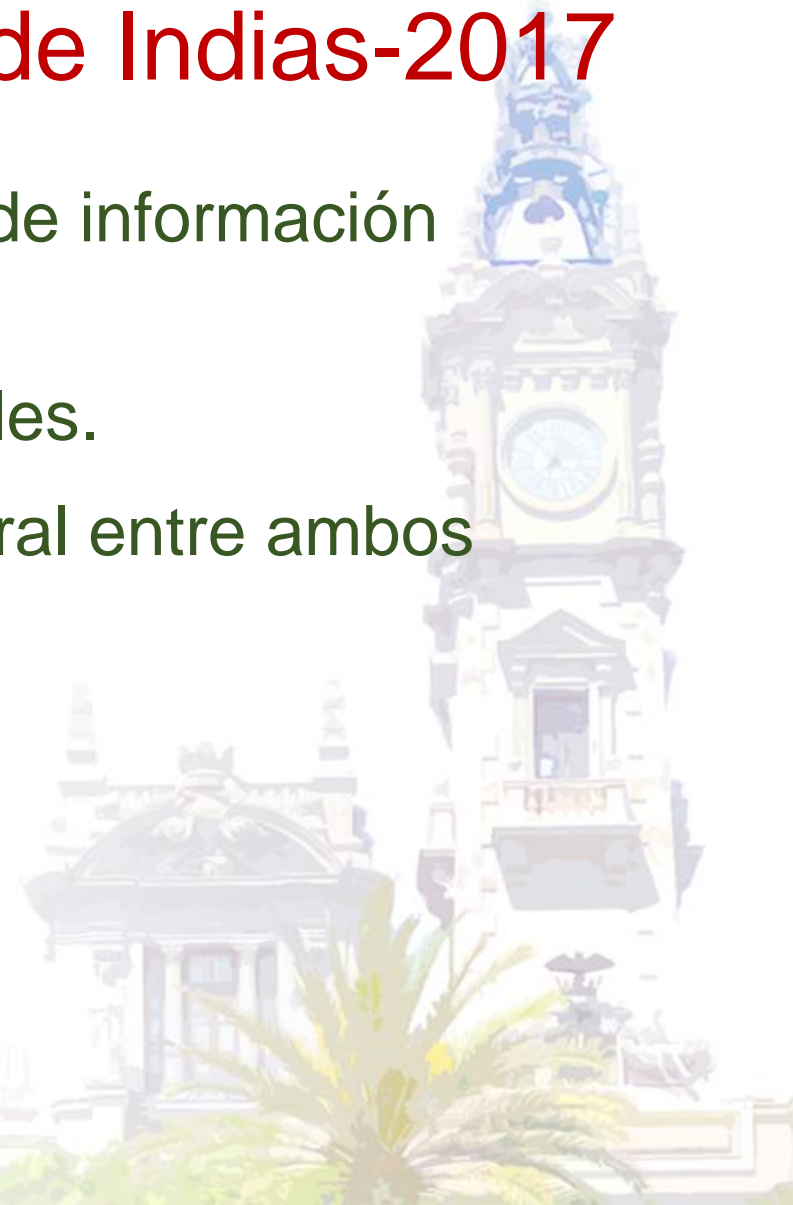 de Indias-2017
de información
les.
ral entre ambos